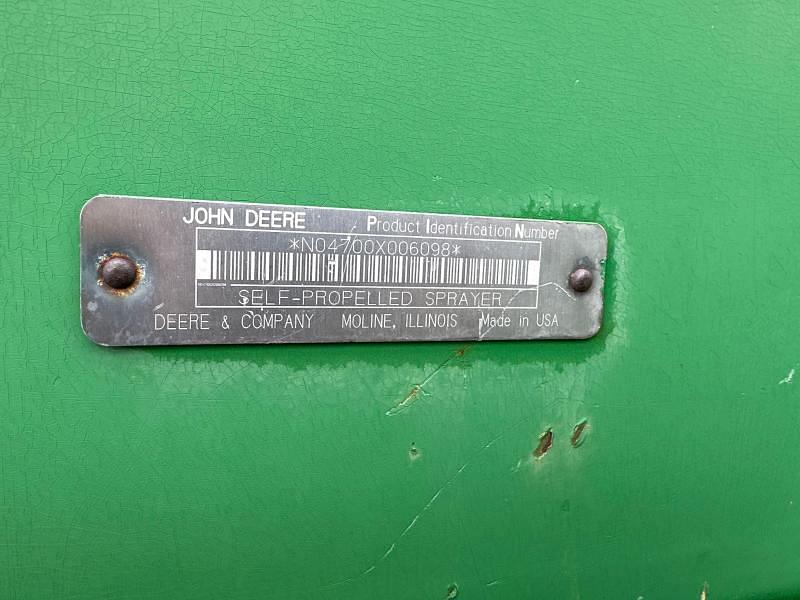 JOHN DEERE Product Identification Number
*N04700X006098*
SELF-PROPELLED SPRAYER
DEERE & COMPANY MOLINE, ILLINOIS Made in USA